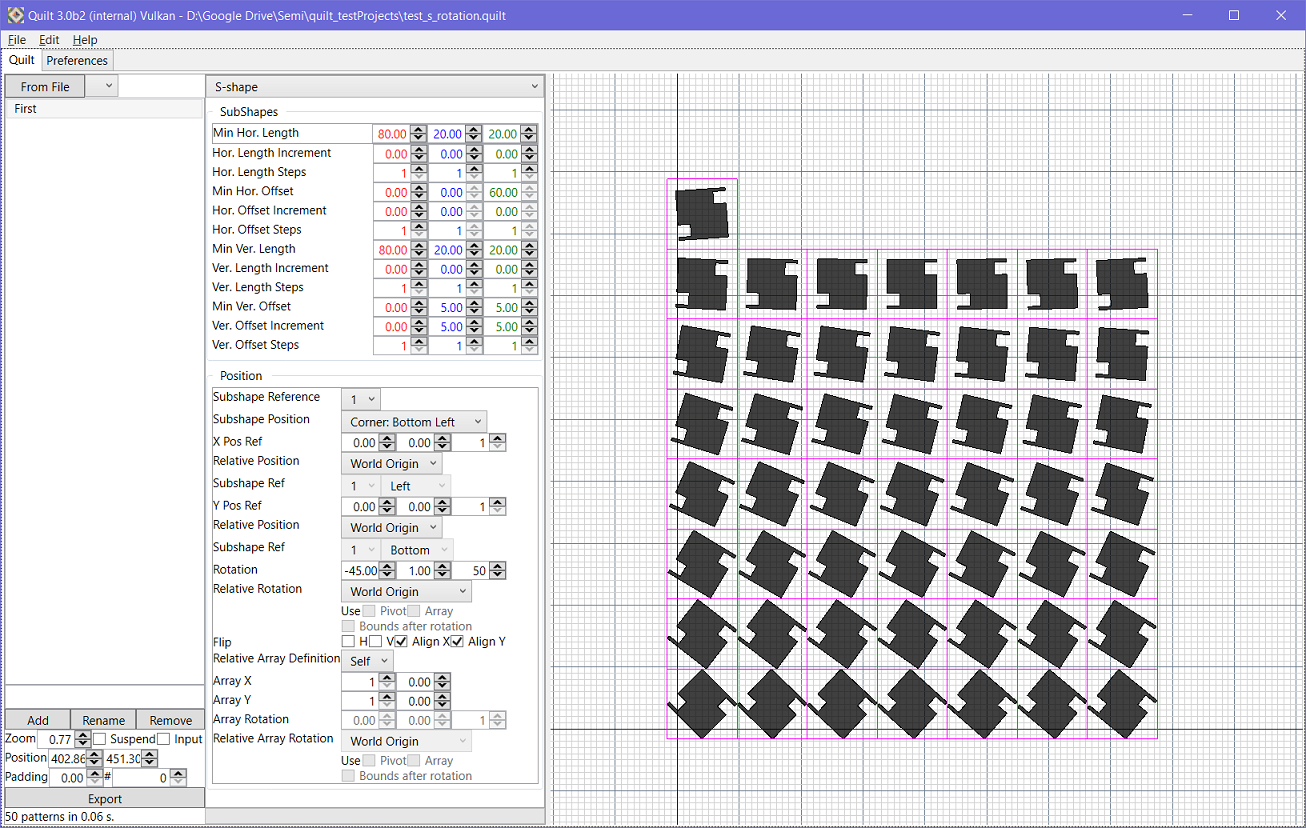 Quilt 3.0b2 (internal) Vulkan - D:\Google Drive\Semi\quilt_testProjects\test_s_rotation.quilt
File Edit Help
Quilt Preferences
From File
First
S-shape
SubShapes
Min Hor. Length 80.00 20.00 20.00
Hor. Length Increment 0.00 0.00 0.00
Hor. Length Steps 1 1 1
Min Hor. Offset 0.00 0.00 60.00
Hor. Offset Increment 0.00 0.00 0.00
Hor. Offset Steps 1 1 1
Min Ver. Length 80.00 20.00 20.00
Ver. Length Increment 0.00 0.00 0.00
Ver. Length Steps 1 1 1
Min Ver. Offset 0.00 5.00 5.00
Ver. Offset Increment 0.00 5.00 5.00
Ver. Offset Steps 1 1 1
Position
Subshape Reference 1
Subshape Position Corner: Bottom Left
X Pos Ref 0.00 0.00 1
Relative Position World Origin
Subshape Ref 1 Left
Y Pos Ref 0.00 0.00 1
Relative Position World Origin
Subshape Ref 1 Bottom
Rotation -45.00 1.00 50
Relative Rotation World Origin
Use Pivot Array
Bounds after rotation
Flip H V Align X Align Y
Relative Array Definition Self
Array X 1 0.00
Array Y 1 0.00
Array Rotation 0.00 0.00 1
Relative Array Rotation World Origin
Use Pivot Array
Bounds after rotation
Add Rename Remove
Zoom 0.77 Suspend Input
Position 402.86 451.30
Padding 0.00 # 0
Export
50 patterns in 0.06 s.